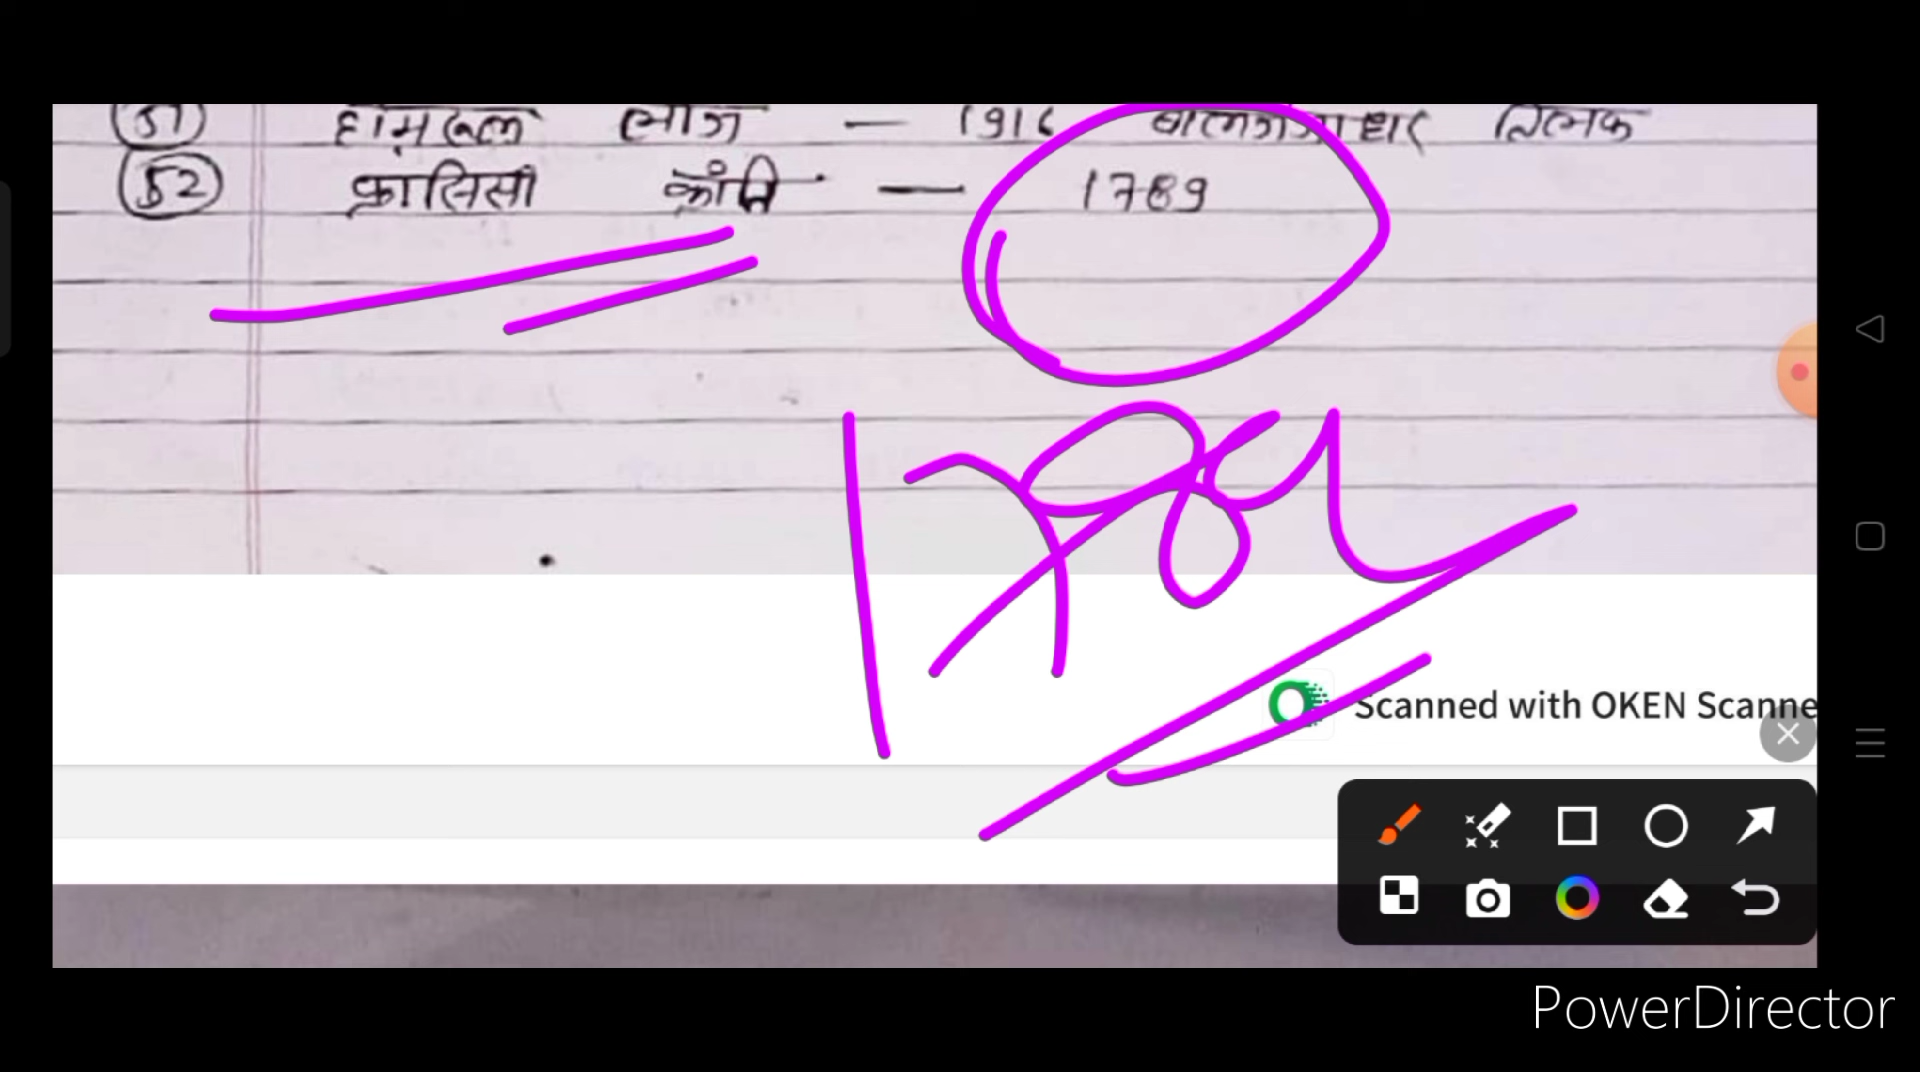 51 होमरूल लीग — 1916 बालगंगाधर तिलक
52 फ्रांसिसी क्रांति — 1789
1789
Scanned with OKEN Scanne
PowerDirector